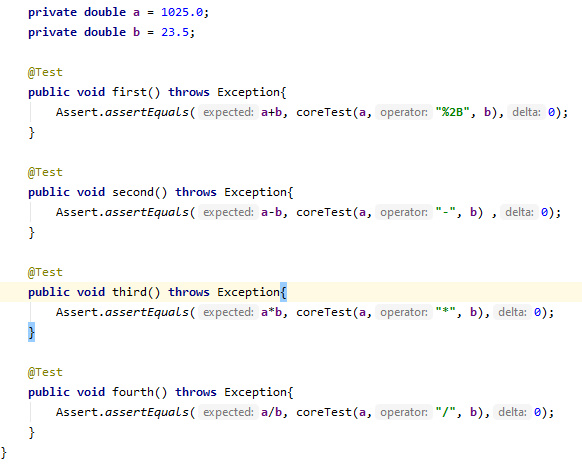 private double a = 1025.0;
private double b = 23.5;
@Test
public void first() throws Exception{
Assert.assertEquals( expected: a+b, coreTest(a, operator: "%2B", b), delta: 0);
}
@Test
public void second() throws Exception{
Assert.assertEquals( expected: a-b, coreTest(a, operator: "-", b) , delta: 0);
}
@Test
public void third() throws Exception{
Assert.assertEquals( expected: a*b, coreTest(a, operator: "*", b), delta: 0);
}
@Test
public void fourth() throws Exception{
Assert.assertEquals( expected: a/b, coreTest(a, operator: "/", b), delta: 0);
}
}